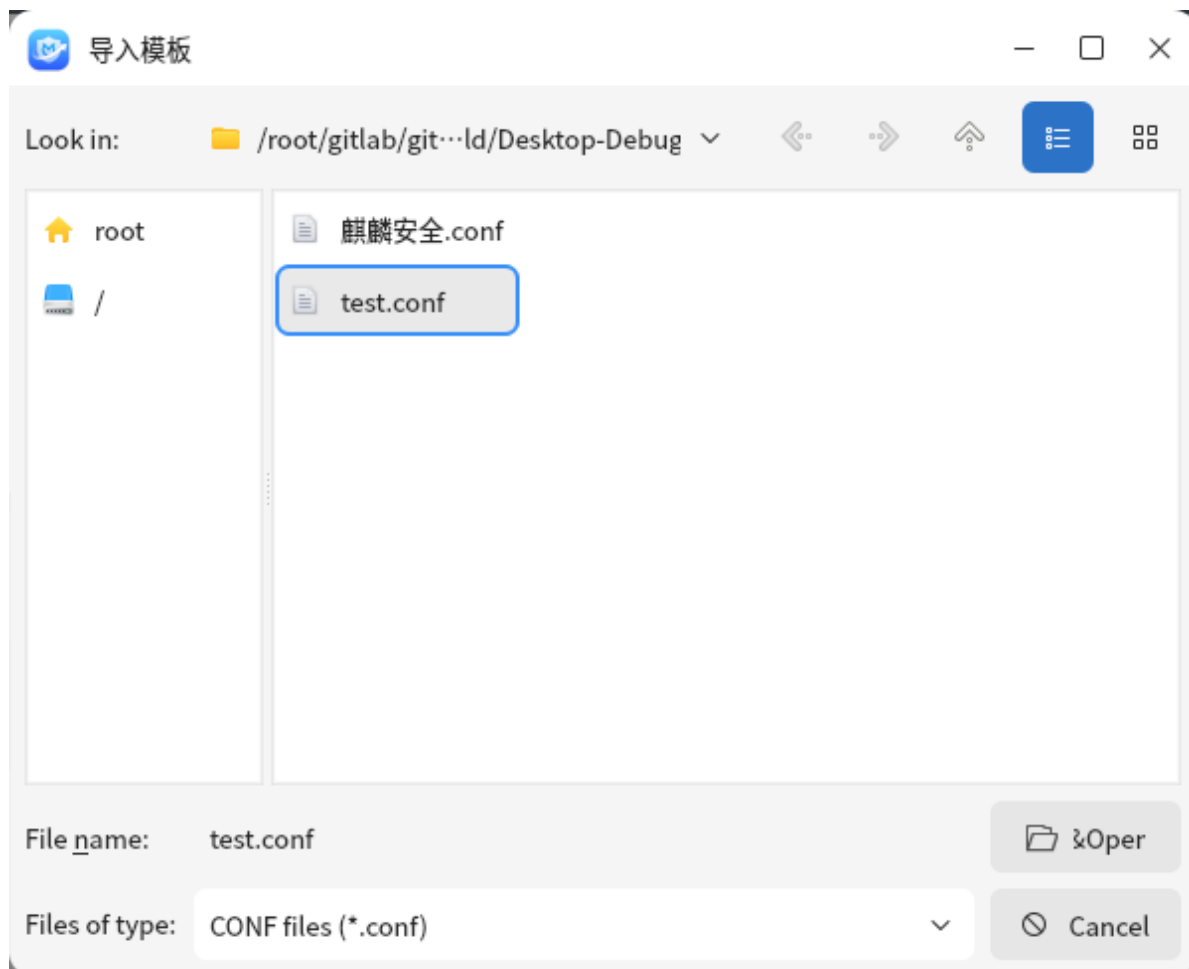 导入模板
Look in: /root/gitlab/git···ld/Desktop-Debug
root
/
麒麟安全.conf
test.conf
File name: test.conf
&Oper
Files of type: CONF files (*.conf)
Cancel